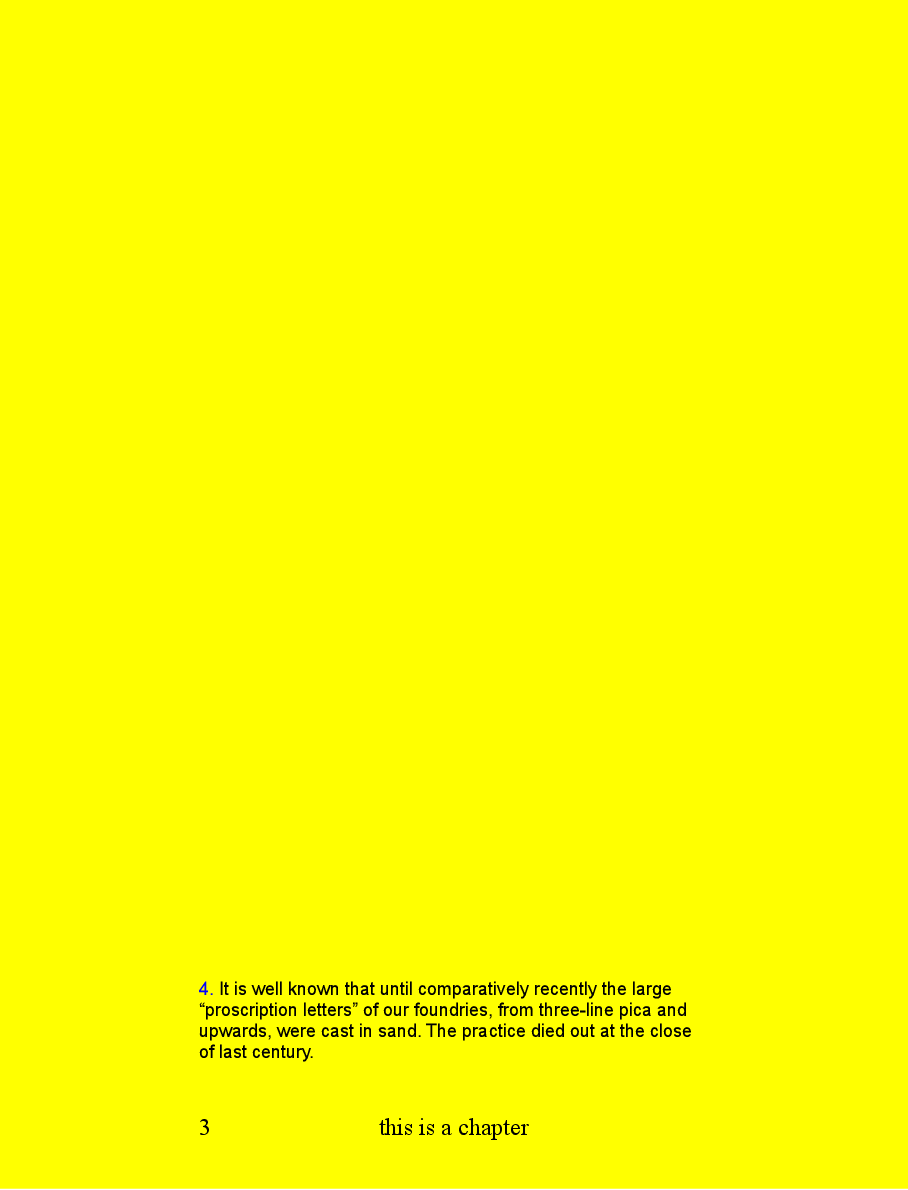 4. It is well known that until comparatively recently the large
“proscription letters” of our foundries, from three-line pica and
upwards, were cast in sand. The practice died out at the close
of last century.
3 this is a chapter